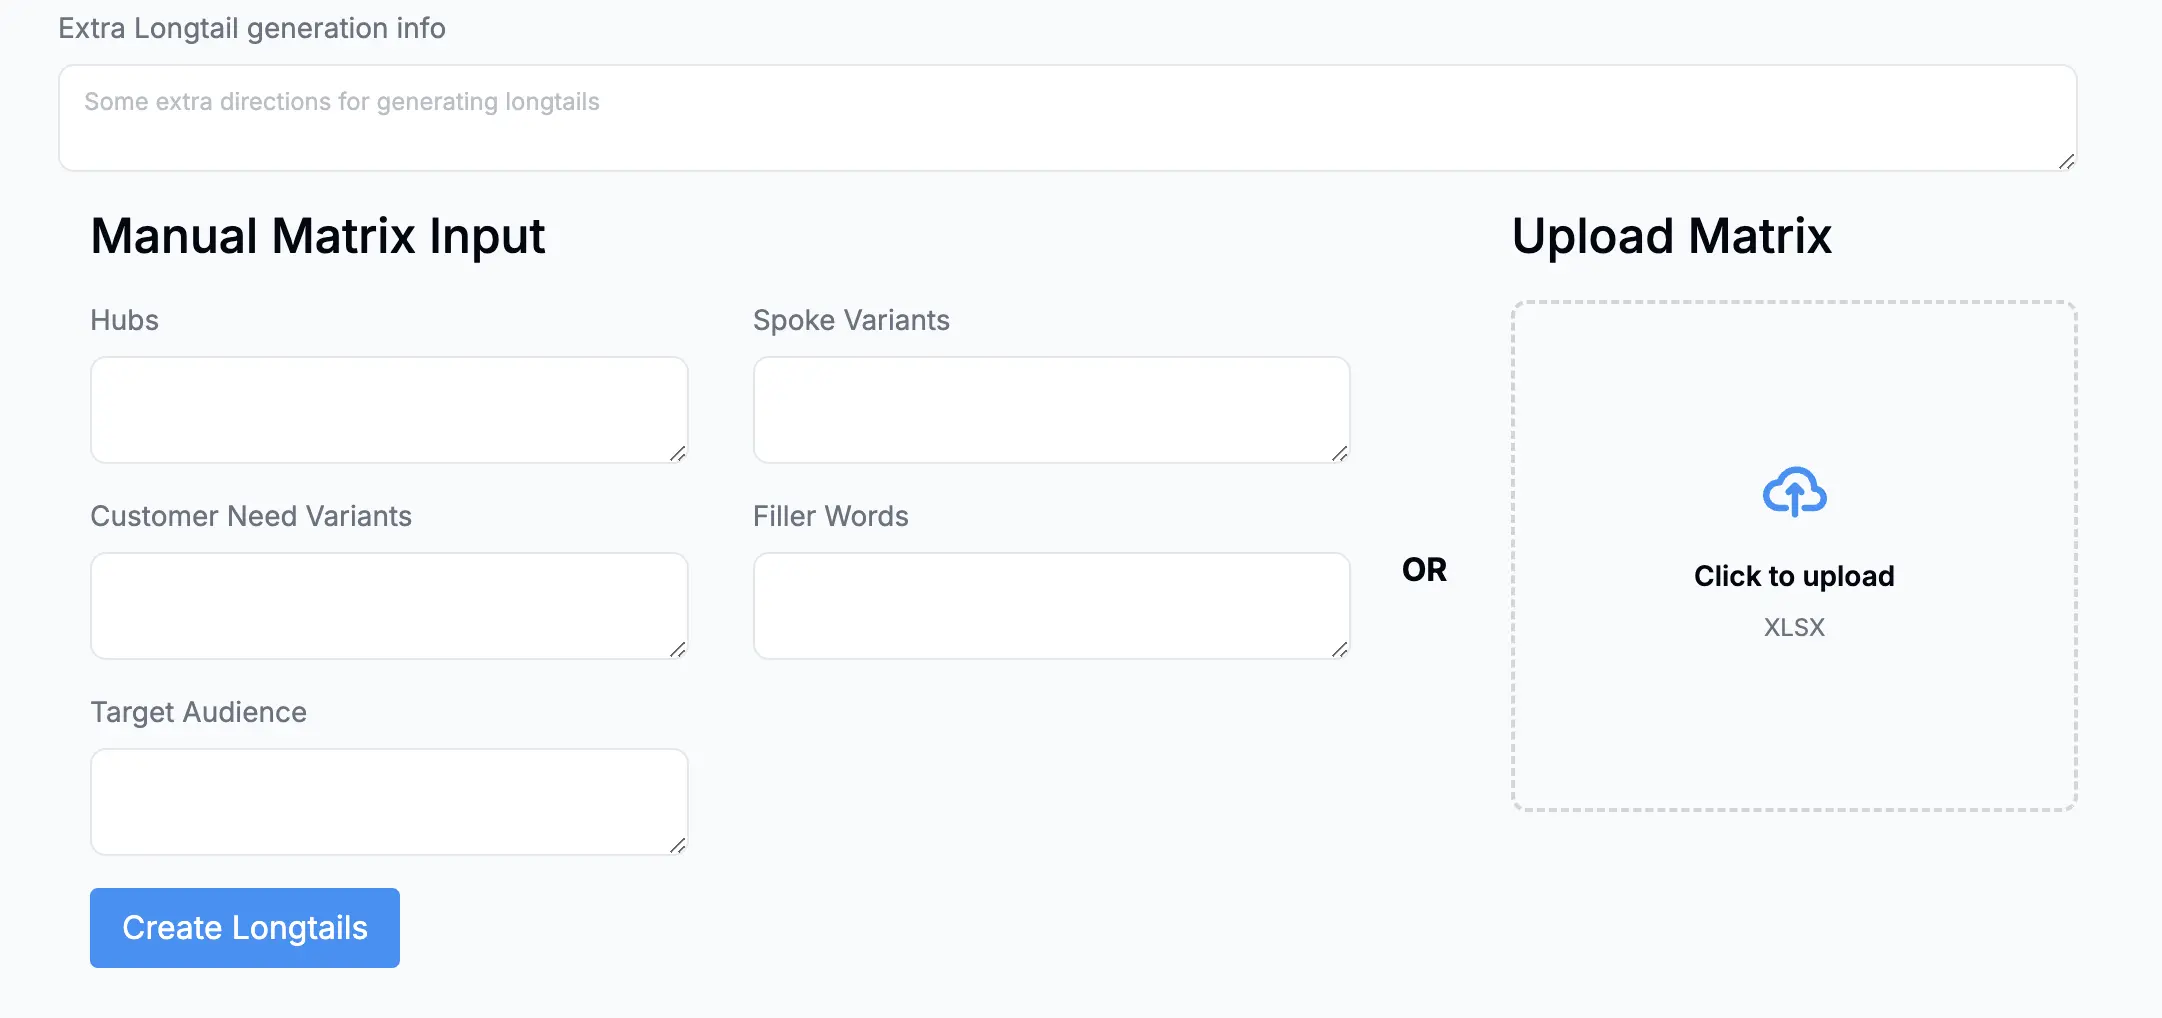 Extra Longtail generation info
Some extra directions for generating longtails
Manual Matrix Input
Hubs
Spoke Variants
Customer Need Variants
Filler Words
Target Audience
Create Longtails
OR
Upload Matrix
Click to upload
XLSX